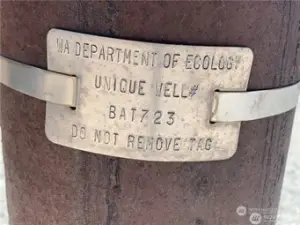 WA DEPARTMENT OF ECOLOGY
UNIQUE WELL#
BAT723
DO NOT REMOVE TAG